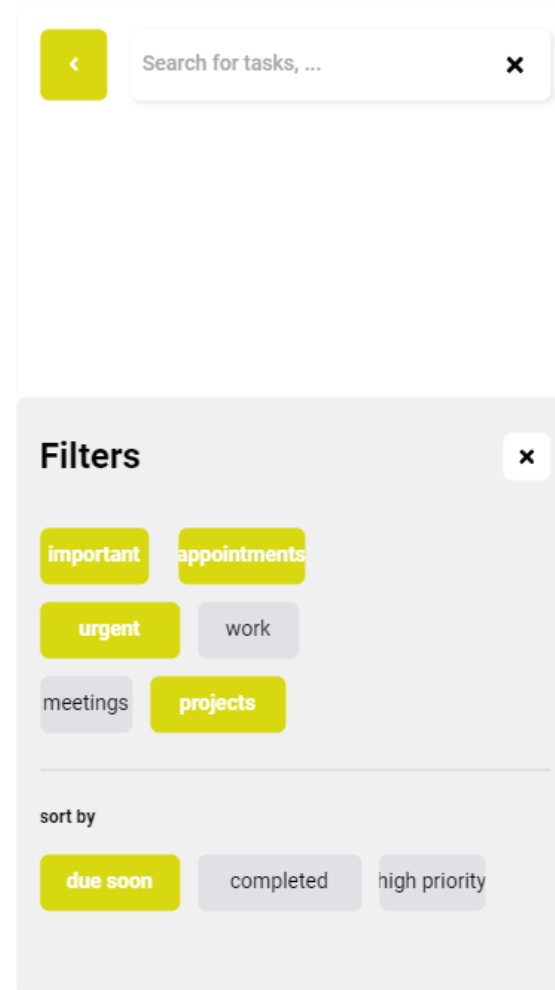 Search for tasks, ...
Filters
important appointments
urgent work
meetings projects
sort by
due soon completed high priority